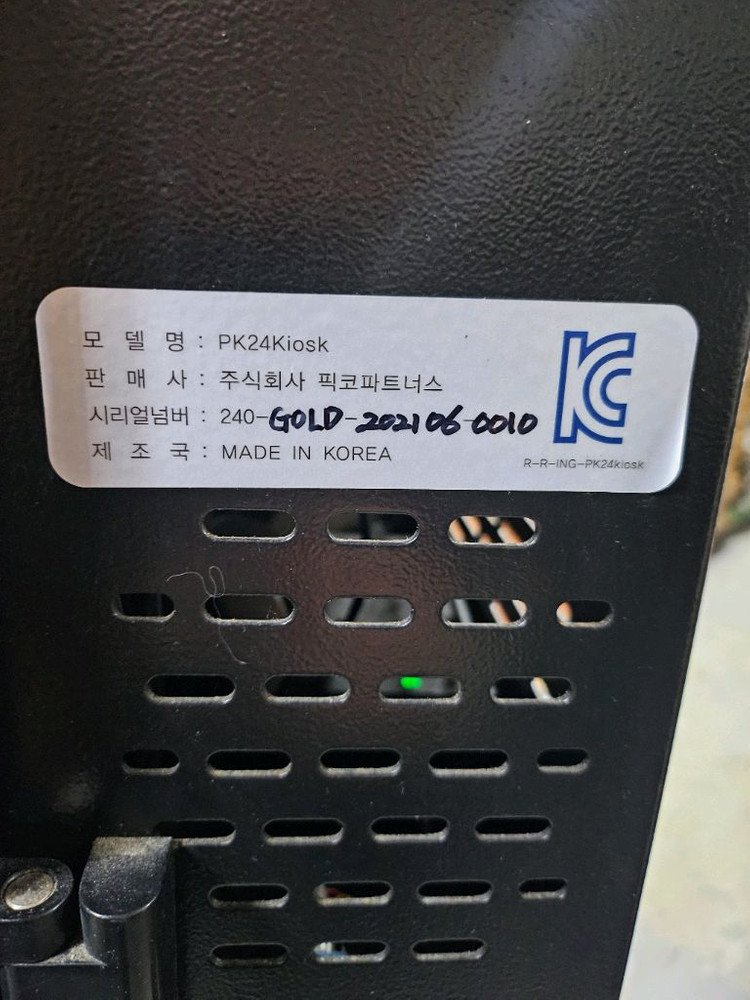 모 델 명 : PK24Kiosk
판 매 사 : 주식회사 픽코파트너스
시리얼넘버 : 240-GOLD-202106-0010
제 조 국 : MADE IN KOREA
KC
R-R-ING-PK24kiosk